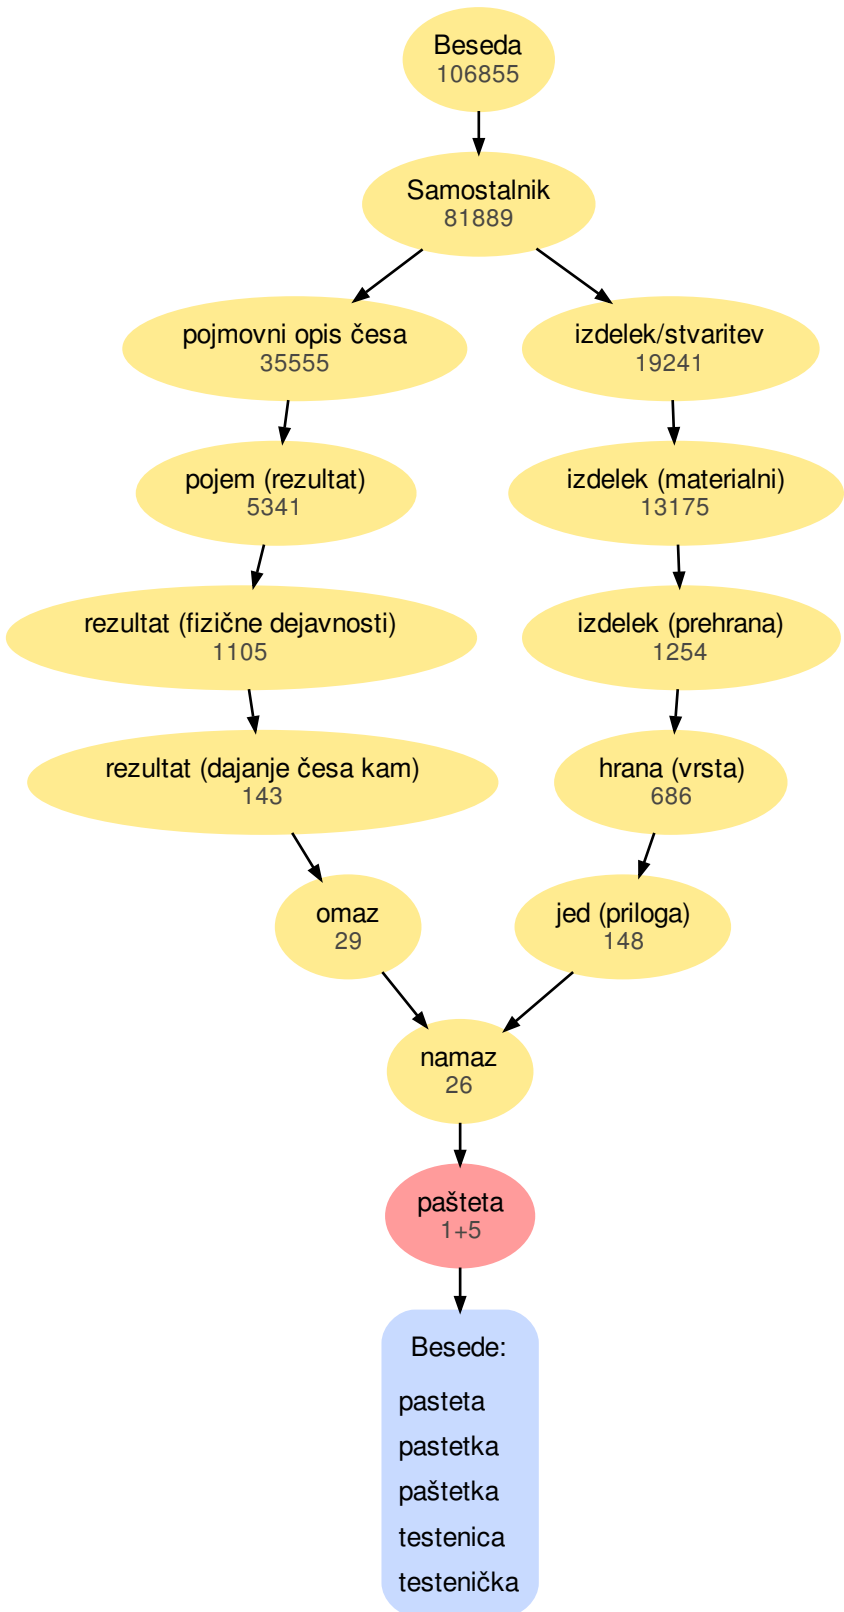 Beseda
106855
Samostalnik
81889
pojmovni opis česa
35555
izdelek/stvaritev
19241
pojem (rezultat)
5341
izdelek (materialni)
13175
rezultat (fizične dejavnosti)
1105
izdelek (prehrana)
1254
rezultat (dajanje česa kam)
143
hrana (vrsta)
686
omaz
29
jed (priloga)
148
namaz
26
pašteta
1+5
Besede:
pasteta
pastetka
paštetka
testenica
testenička